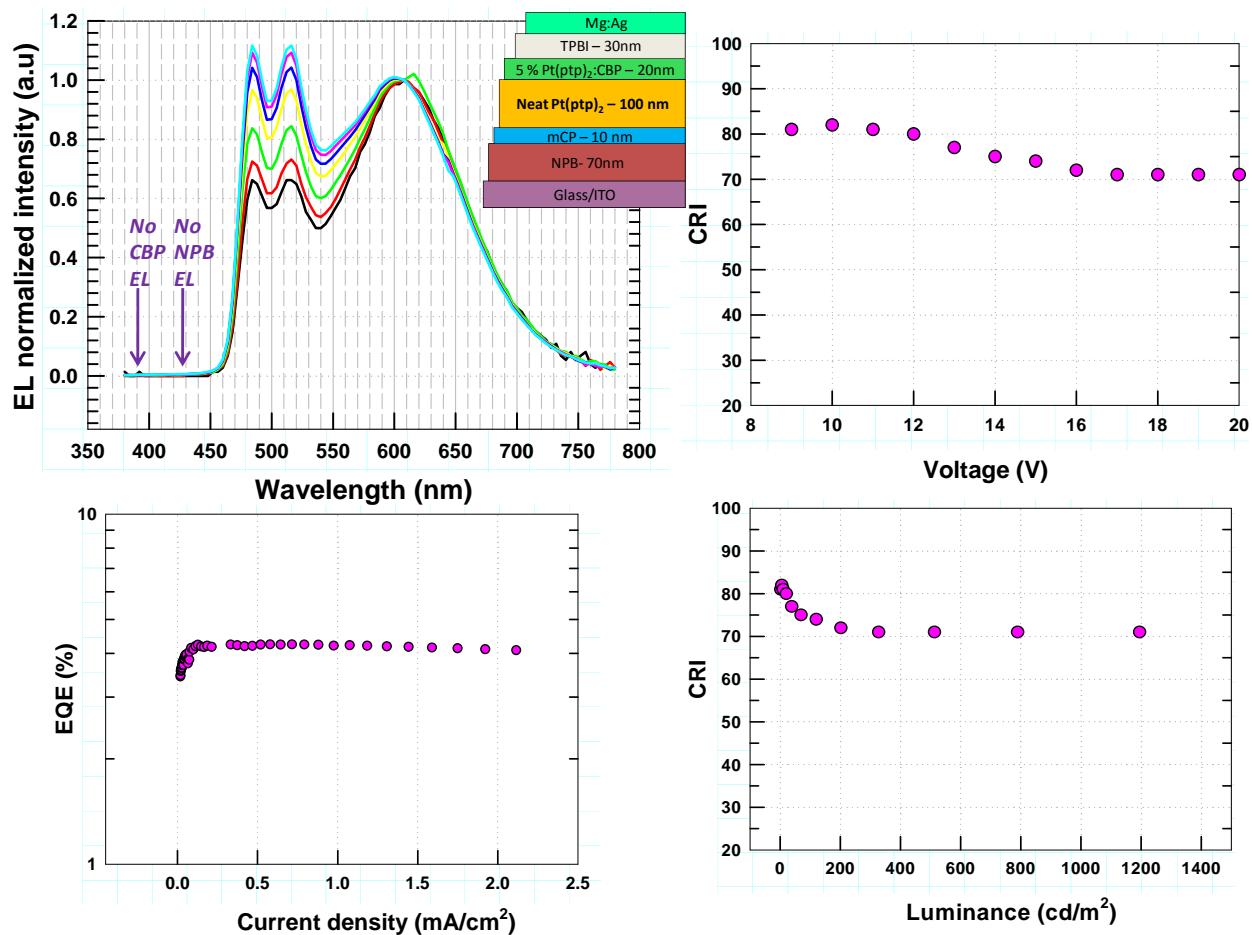 1.2
1.0
0.8
0.6
0.4
0.2
0.0
EL normalized intensity (a.u)
350 400 450 500 550 600 650 700 750 800
Wavelength (nm)
No
CBP
EL
No
NPB
EL
Mg:Ag
TPBI – 30nm
5 % Pt(ptp)₂:CBP – 20nm
Neat Pt(ptp)₂ – 100 nm
mCP – 10 nm
NPB- 70nm
Glass/ITO
100
90
80
70
60
50
40
30
20
CRI
8 10 12 14 16 18 20
Voltage (V)
10
1
EQE (%)
0.0 0.5 1.0 1.5 2.0 2.5
Current density (mA/cm²)
100
90
80
70
60
50
40
30
20
CRI
0 200 400 600 800 1000 1200 1400
Luminance (cd/m²)